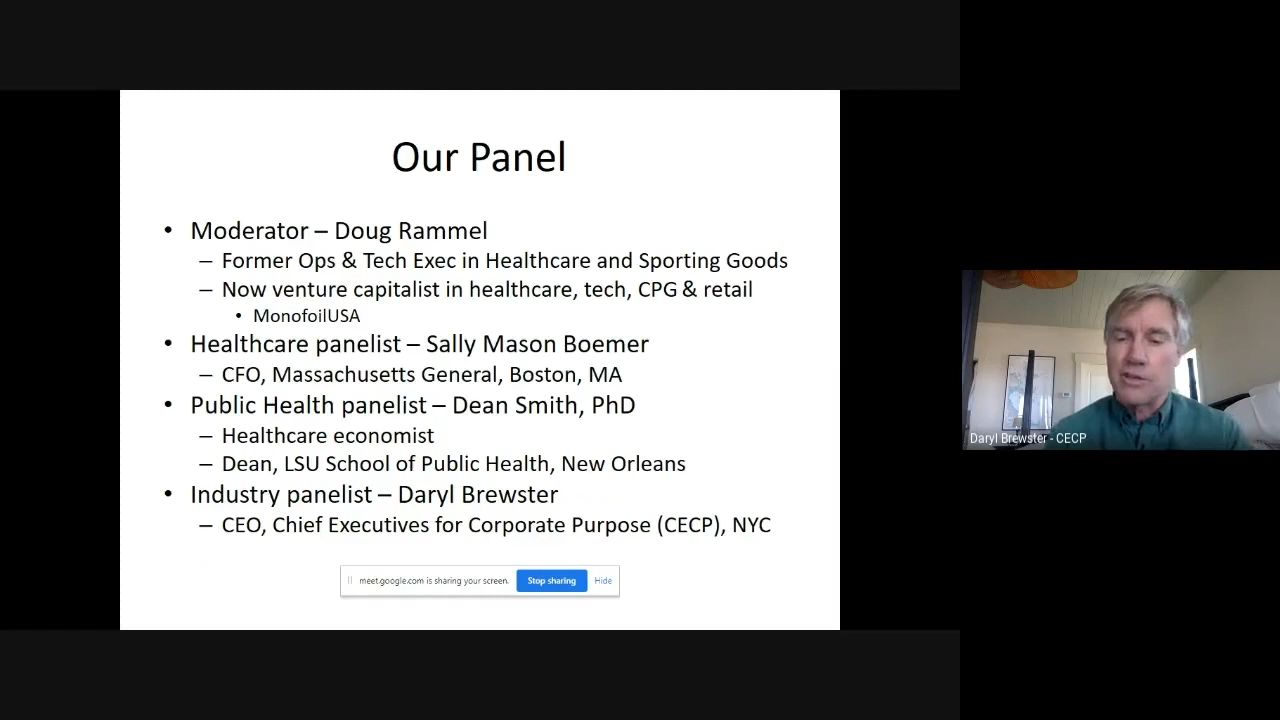 Our Panel
• Moderator – Doug Rammel
– Former Ops & Tech Exec in Healthcare and Sporting Goods
– Now venture capitalist in healthcare, tech, CPG & retail
• MonofoilUSA
• Healthcare panelist – Sally Mason Boemer
– CFO, Massachusetts General, Boston, MA
• Public Health panelist – Dean Smith, PhD
– Healthcare economist
– Dean, LSU School of Public Health, New Orleans
• Industry panelist – Daryl Brewster
– CEO, Chief Executives for Corporate Purpose (CECP), NYC
meet.google.com is sharing your screen. Stop sharing Hide
Daryl Brewster - CECP